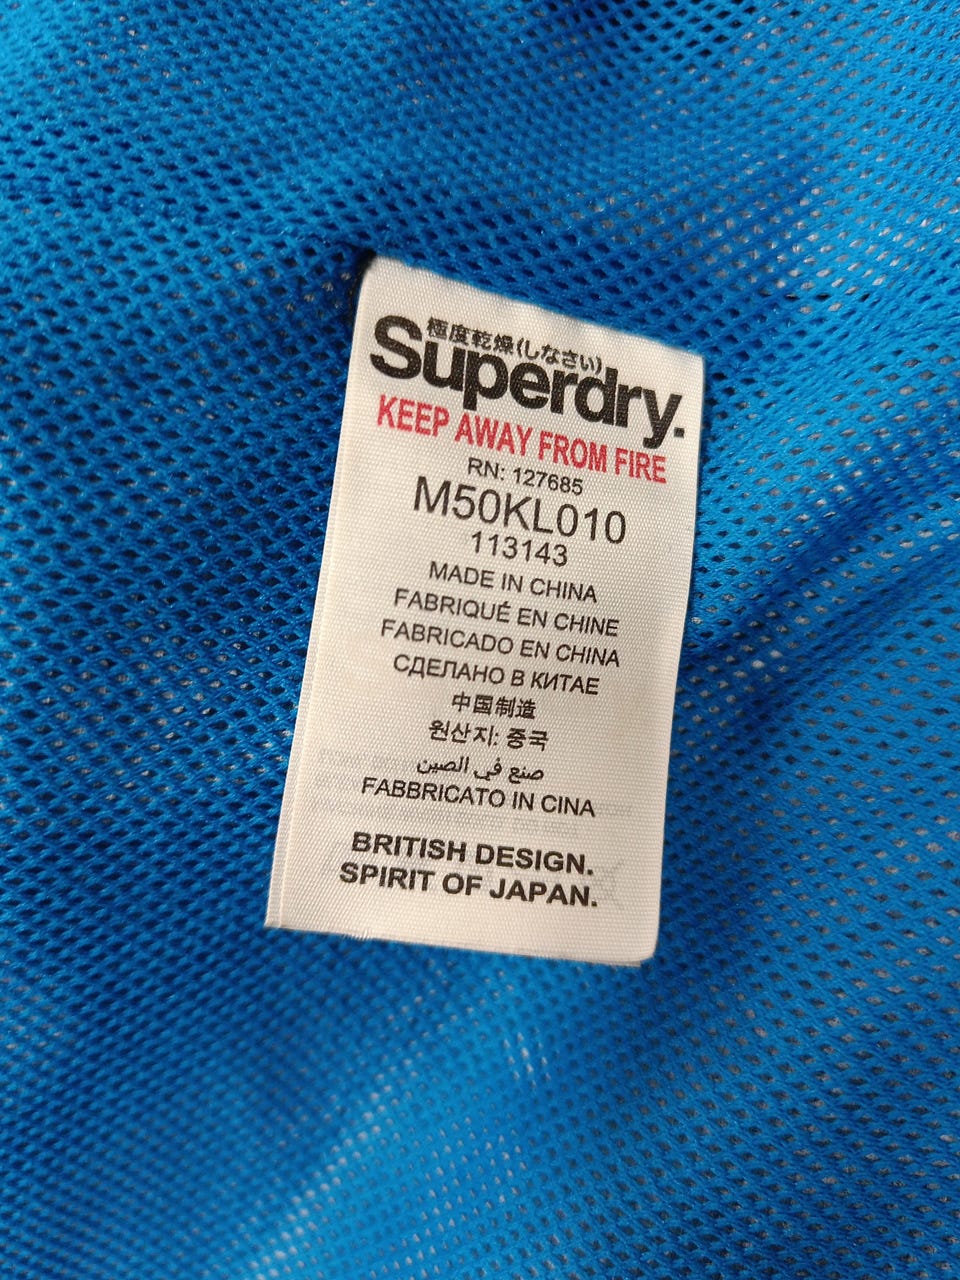 極度乾燥(しなさい)
Superdry.
KEEP AWAY FROM FIRE
RN: 127685
M50KL010
113143
MADE IN CHINA
FABRIQUÉ EN CHINE
FABRICADO EN CHINA
СДЕЛАНО В КИТАЕ
中国制造
원산지: 중국
صنع في الصين
FABBRICATO IN CINA
BRITISH DESIGN.
SPIRIT OF JAPAN.